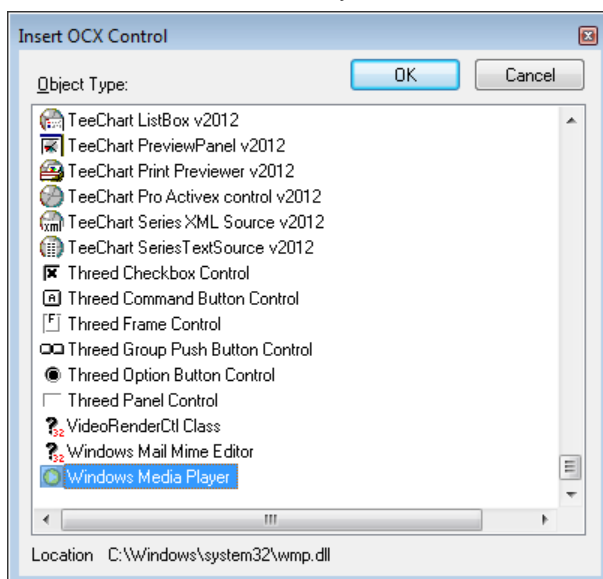 Insert OCX Control
Object Type:
OK
Cancel
TeeChart ListBox v2012
TeeChart PreviewPanel v2012
TeeChart Print Previewer v2012
TeeChart Pro Activex control v2012
TeeChart Series XML Source v2012
TeeChart SeriesTextSource v2012
Threed Checkbox Control
Threed Command Button Control
Threed Frame Control
Threed Group Push Button Control
Threed Option Button Control
Threed Panel Control
VideoRenderCtl Class
Windows Mail Mime Editor
Windows Media Player
Location C:\Windows\system32\wmp.dll